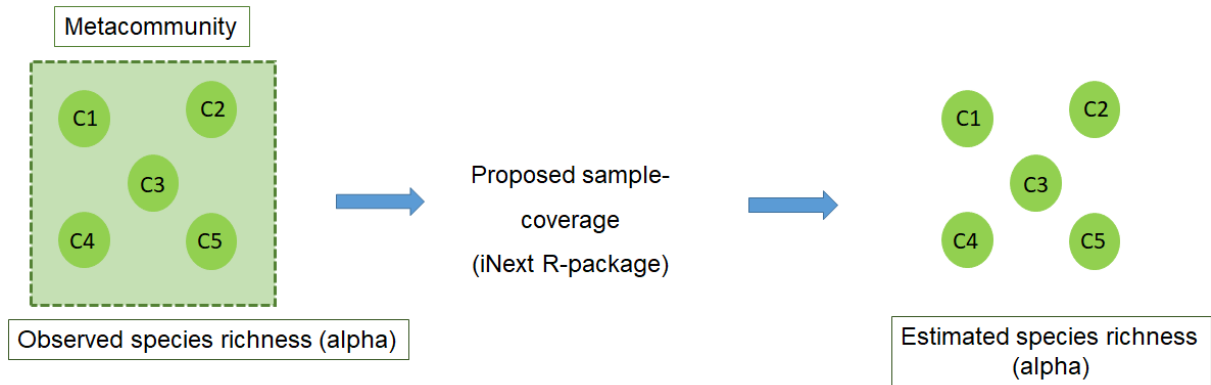 Metacommunity
C1
C2
C3
C4
C5
Observed species richness (alpha)
Proposed sample-
coverage
(iNext R-package)
C1
C2
C3
C4
C5
Estimated species richness
(alpha)